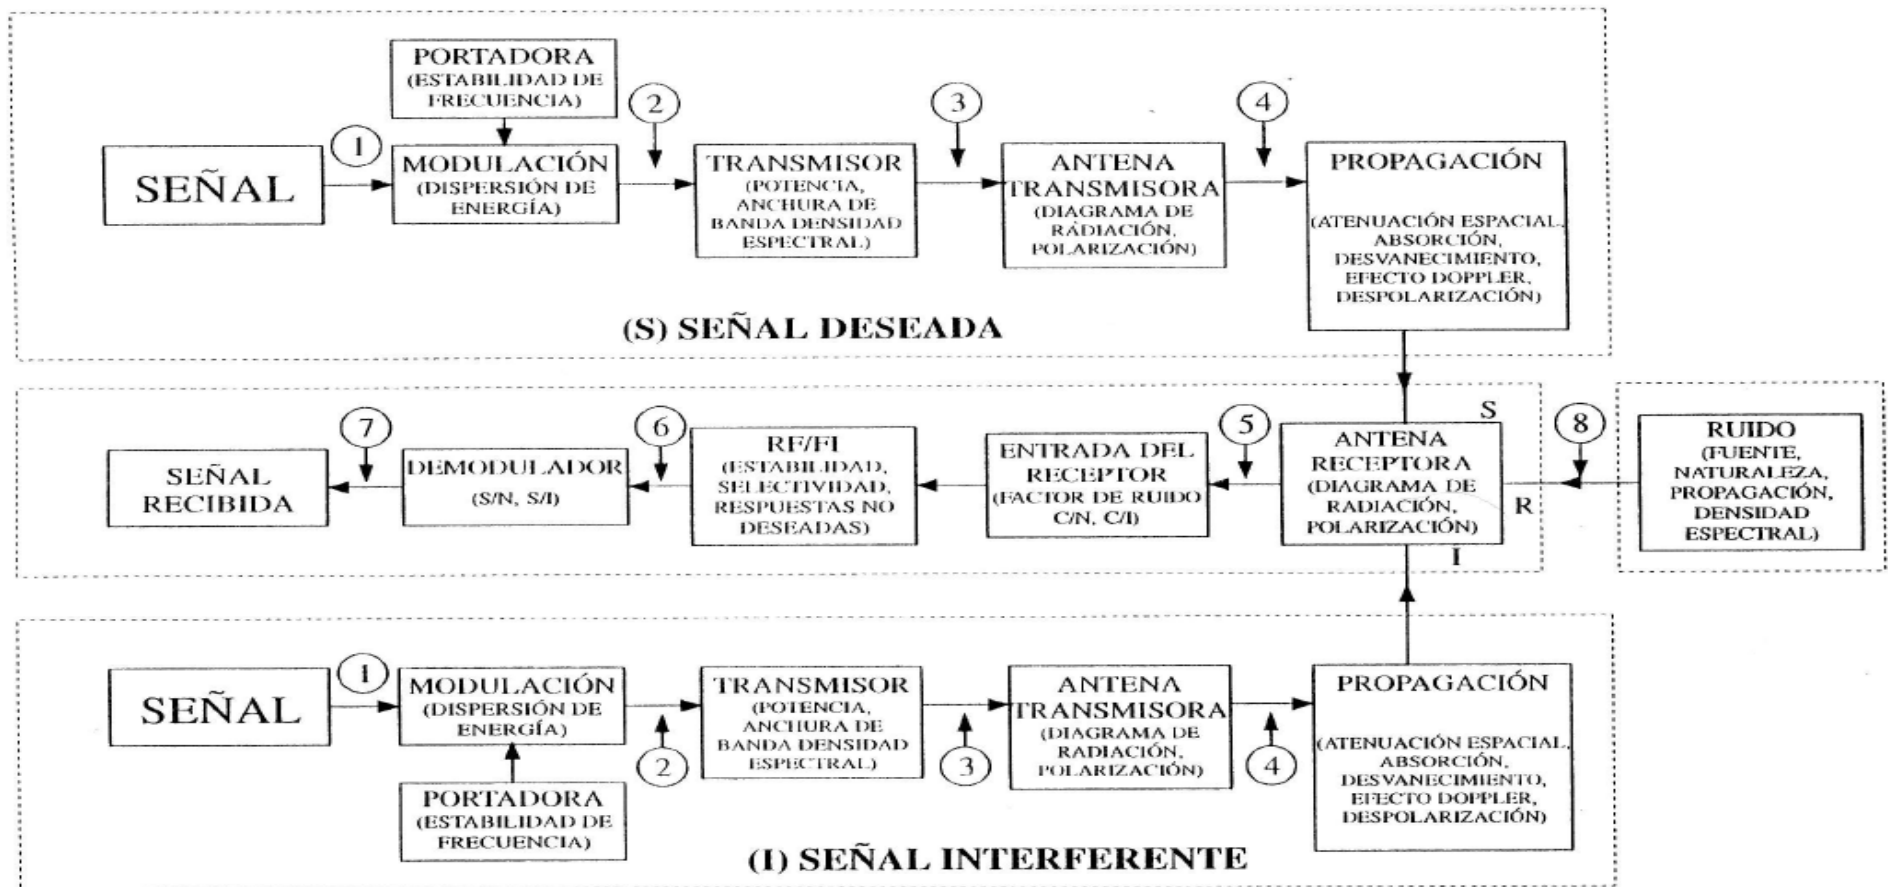 PORTADORA
(ESTABILIDAD DE
FRECUENCIA)
1
2
3
4
SEÑAL
MODULACIÓN
(DISPERSIÓN DE
ENERGÍA)
TRANSMISOR
(POTENCIA,
ANCHURA DE
BANDA DENSIDAD
ESPECTRAL)
ANTENA
TRANSMISORA
(DIAGRAMA DE
RADIACIÓN,
POLARIZACIÓN)
PROPAGACIÓN
(ATENUACIÓN ESPACIAL,
ABSORCIÓN,
DESVANECIMIENTO,
EFECTO DOPPLER,
DESPOLARIZACIÓN)
(S) SEÑAL DESEADA
7
6
5
S
8
SEÑAL
RECIBIDA
DEMODULADOR
(S/N, S/I)
RF/FI
(ESTABILIDAD,
SELECTIVIDAD,
RESPUESTAS NO
DESEADAS)
ENTRADA DEL
RECEPTOR
(FACTOR DE RUIDO
C/N, C/I)
ANTENA
RECEPTORA
(DIAGRAMA DE
RADIACIÓN,
POLARIZACIÓN)
R
I
RUIDO
(FUENTE,
NATURALEZA,
PROPAGACIÓN,
DENSIDAD
ESPECTRAL)
1
SEÑAL
MODULACIÓN
(DISPERSIÓN DE
ENERGÍA)
2
TRANSMISOR
(POTENCIA,
ANCHURA DE
BANDA DENSIDAD
ESPECTRAL)
3
ANTENA
TRANSMISORA
(DIAGRAMA DE
RADIACIÓN,
POLARIZACIÓN)
4
PROPAGACIÓN
(ATENUACIÓN ESPACIAL,
ABSORCIÓN,
DESVANECIMIENTO,
EFECTO DOPPLER,
DESPOLARIZACIÓN)
PORTADORA
(ESTABILIDAD DE
FRECUENCIA)
(I) SEÑAL INTERFERENTE